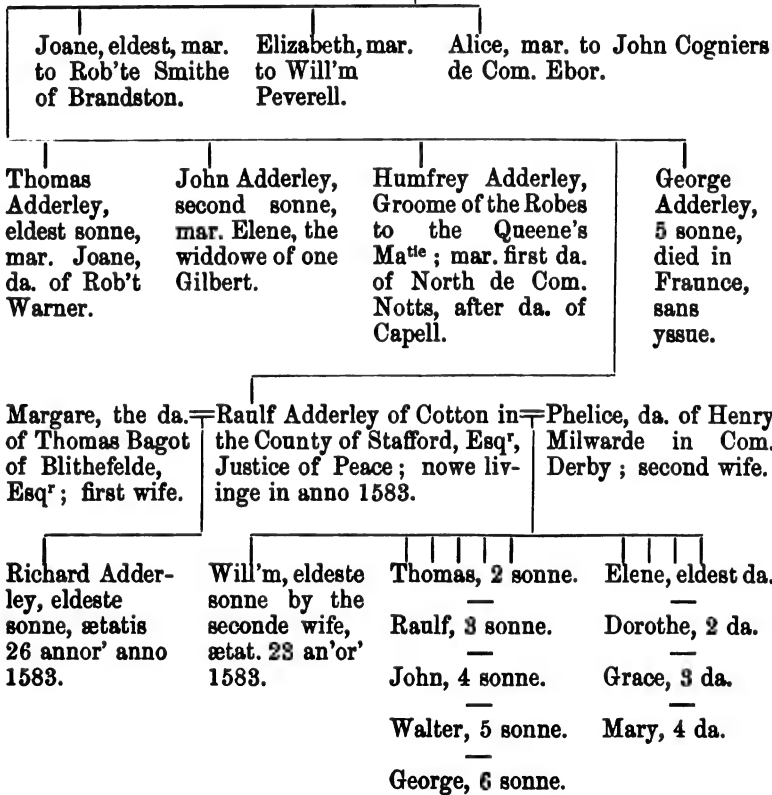 Joane, eldest, mar.
to Rob'te Smithe
of Brandston.
Elizabeth, mar.
to Will'm
Peverell.
Alice, mar. to John Cogniers
de Com. Ebor.
Thomas
Adderley,
eldest sonne,
mar. Joane,
da. of Rob't
Warner.
John Adderley,
second sonne,
mar. Elene, the
widdowe of one
Gilbert.
Humfrey Adderley,
Groome of the Robes
to the Queene's
Maᵗⁱᵉ; mar. first da.
of North de Com.
Notts, after da. of
Capell.
George
Adderley,
5 sonne,
died in
Fraunce,
sans
yssue.
Margare, the da.
of Thomas Bagot
of Blithefelde,
Esqʳ; first wife.
Raulf Adderley of Cotton in
the County of Stafford, Esqʳ,
Justice of Peace; nowe liv-
inge in anno 1583.
Phelice, da. of Henry
Milwarde in Com.
Derby; second wife.
Richard Adder-
ley, eldeste
sonne, ætatis
26 annor' anno
1583.
Will'm, eldeste
sonne by the
seconde wife,
ætat. 23 an'or'
1583.
Thomas, 2 sonne.
Raulf, 3 sonne.
John, 4 sonne.
Walter, 5 sonne.
George, 6 sonne.
Elene, eldest da.
Dorothe, 2 da.
Grace, 3 da.
Mary, 4 da.